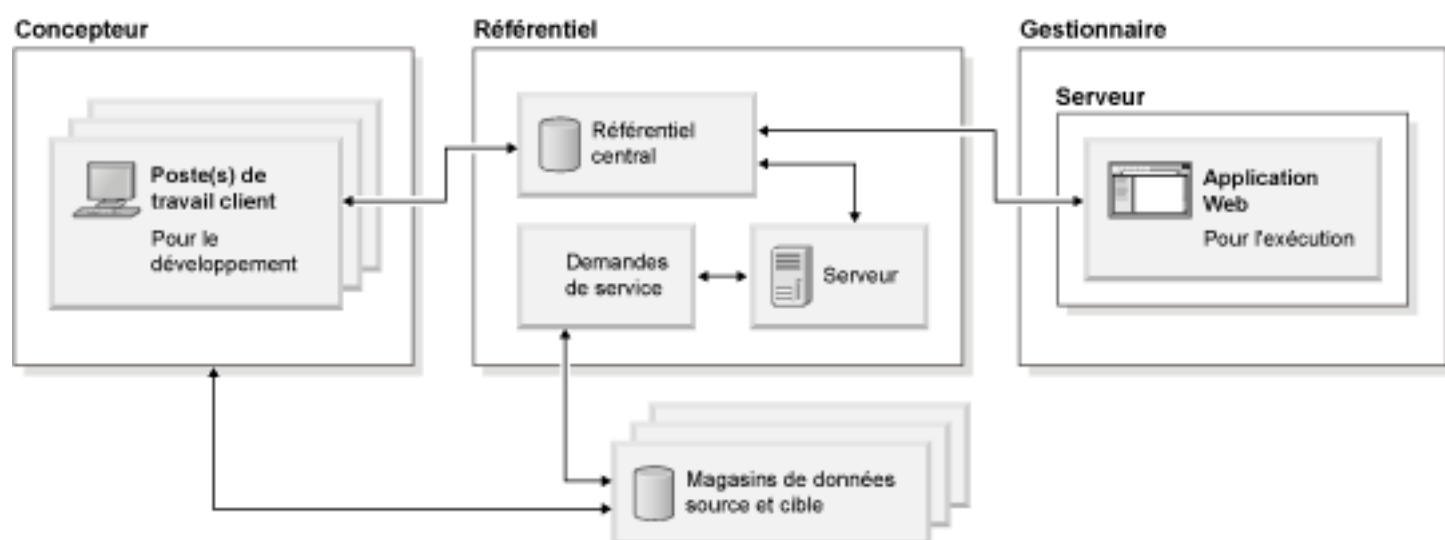 Concepteur
Poste(s) de
travail client
Pour le
développement
Référentiel
Référentiel
central
Demandes
de service
Serveur
Gestionnaire
Serveur
Application
Web
Pour l'exécution
Magasins de données
source et cible